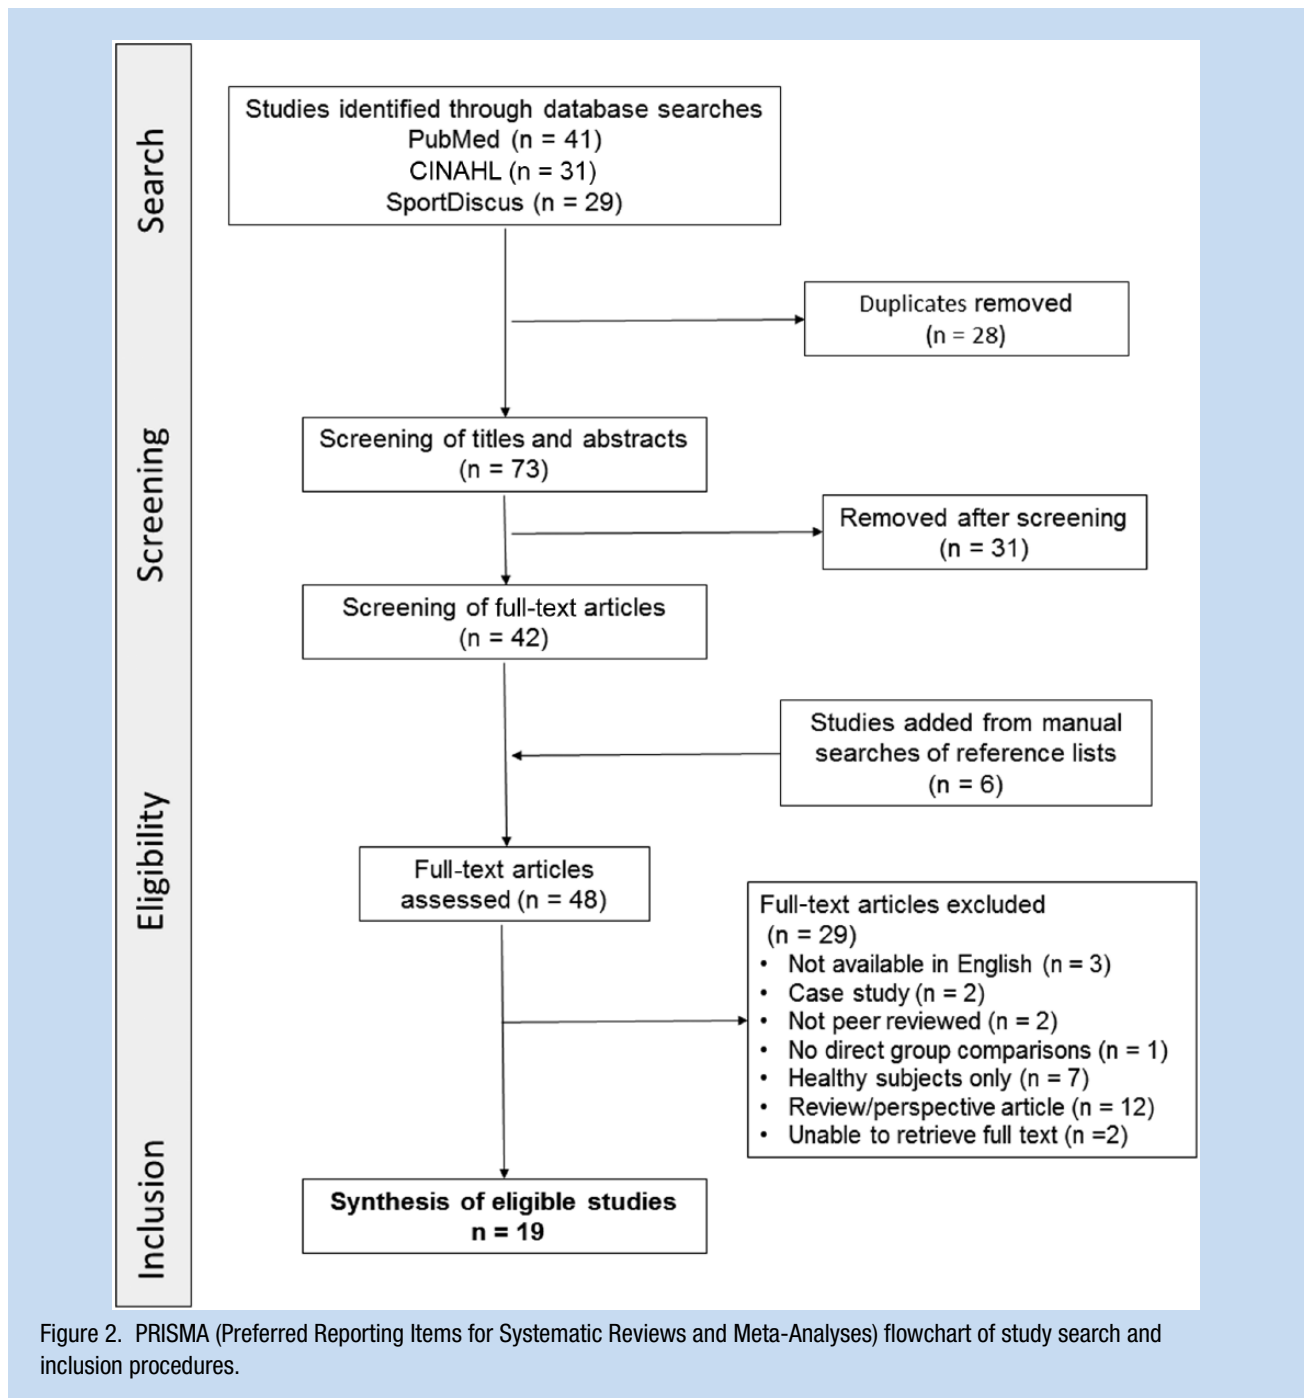 Search
Studies identified through database searches
PubMed (n = 41)
CINAHL (n = 31)
SportDiscus (n = 29)
Duplicates removed
(n = 28)
Screening
Screening of titles and abstracts
(n = 73)
Removed after screening
(n = 31)
Screening of full-text articles
(n = 42)
Studies added from manual
searches of reference lists
(n = 6)
Eligibility
Full-text articles
assessed (n = 48)
Full-text articles excluded
(n = 29)
• Not available in English (n = 3)
• Case study (n = 2)
• Not peer reviewed (n = 2)
• No direct group comparisons (n = 1)
• Healthy subjects only (n = 7)
• Review/perspective article (n = 12)
• Unable to retrieve full text (n =2)
Inclusion
Synthesis of eligible studies
n = 19
Figure 2. PRISMA (Preferred Reporting Items for Systematic Reviews and Meta-Analyses) flowchart of study search and
inclusion procedures.